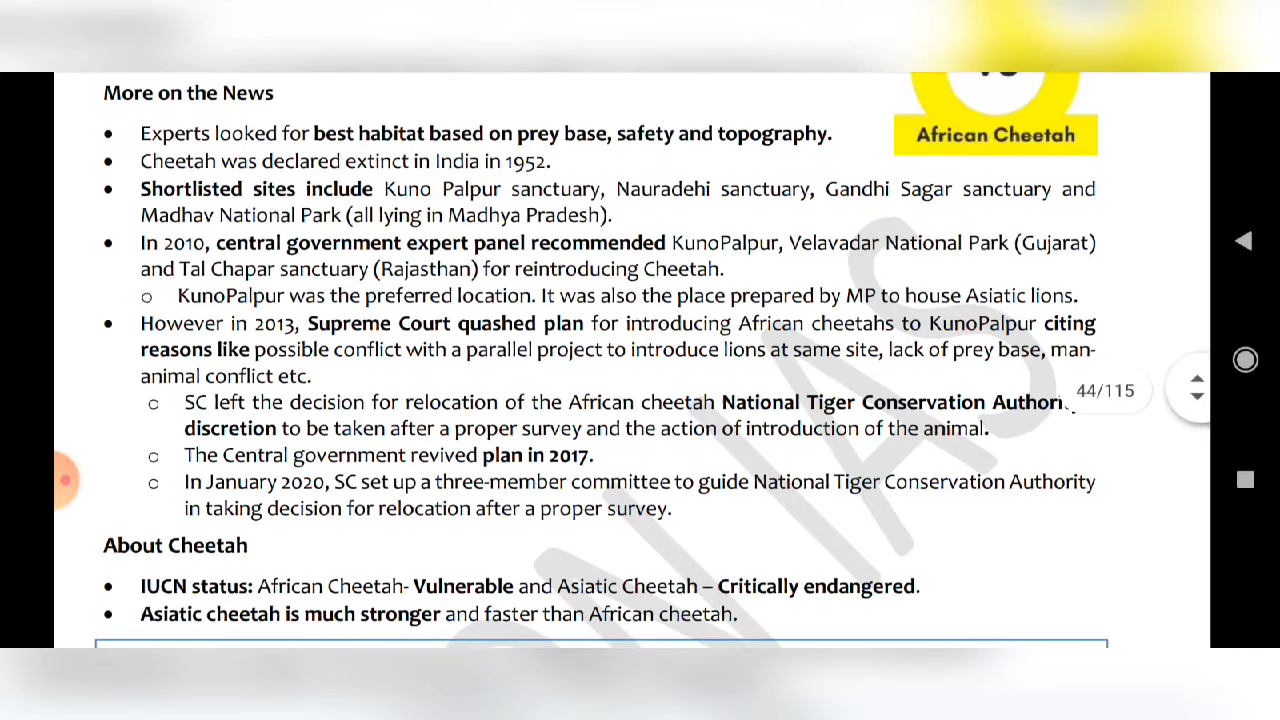 African Cheetah
More on the News
• Experts looked for best habitat based on prey base, safety and topography.
• Cheetah was declared extinct in India in 1952.
• Shortlisted sites include Kuno Palpur sanctuary, Nauradehi sanctuary, Gandhi Sagar sanctuary and
Madhav National Park (all lying in Madhya Pradesh).
• In 2010, central government expert panel recommended KunoPalpur, Velavadar National Park (Gujarat)
and Tal Chapar sanctuary (Rajasthan) for reintroducing Cheetah.
o KunoPalpur was the preferred location. It was also the place prepared by MP to house Asiatic lions.
• However in 2013, Supreme Court quashed plan for introducing African cheetahs to KunoPalpur citing
reasons like possible conflict with a parallel project to introduce lions at same site, lack of prey base, man-
animal conflict etc.
44/115
o SC left the decision for relocation of the African cheetah National Tiger Conservation
discretion to be taken after a proper survey and the action of introduction of the animal.
o The Central government revived plan in 2017.
o In January 2020, SC set up a three-member committee to guide National Tiger Conservation Authority
in taking decision for relocation after a proper survey.
About Cheetah
• IUCN status: African Cheetah- Vulnerable and Asiatic Cheetah – Critically endangered.
• Asiatic cheetah is much stronger and faster than African cheetah.
IAS